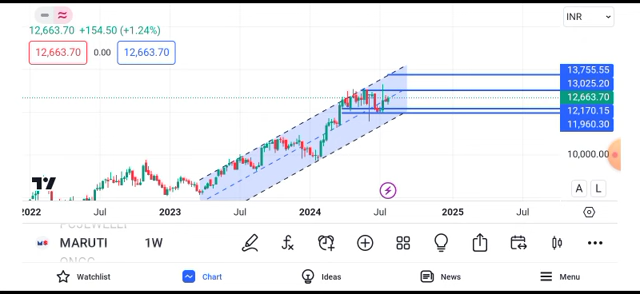 INR
12,663.70 +154.50 (+1.24%)
12,663.70 0.00 12,663.70
13,755.55
13,025.20
12,663.70
12,170.15
11,960.30
10,000.00
A L
2022 Jul 2023 Jul 2024 Jul 2025 Jul
MARUTI 1W
Watchlist Chart Ideas News Menu